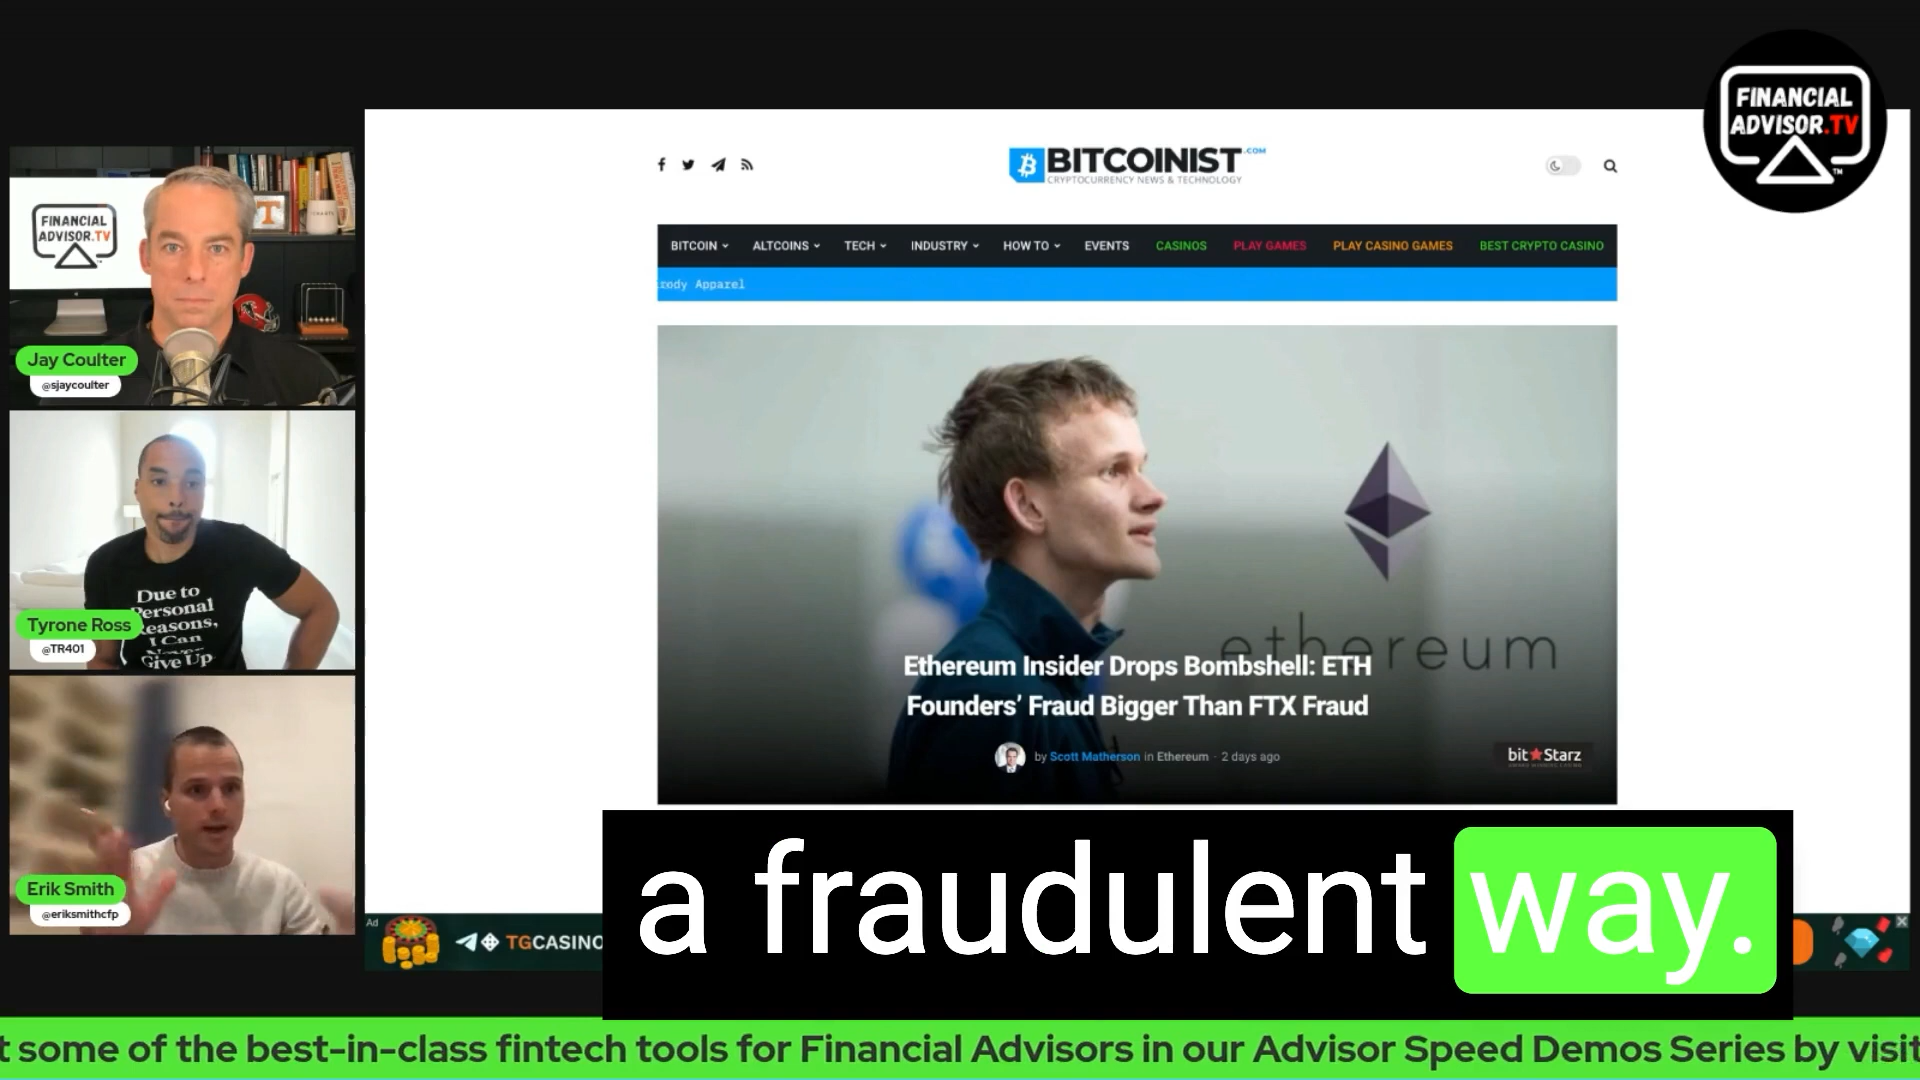 FINANCIAL
ADVISOR.TV
FINANCIAL
ADVISOR.TV
T
Jay Coulter
@sjaycoulter
Due to
Personal
Reasons,
I Can
Never
Give Up
Tyrone Ross
@TR401
Erik Smith
@eriksmithcfp
BITCOINIST.COM
CRYPTOCURRENCY NEWS & TECHNOLOGY
BITCOIN ALTCOINS TECH INDUSTRY HOW TO EVENTS CASINOS PLAY GAMES PLAY CASINO GAMES BEST CRYPTO CASINO
rody Apparel
ethereum
Ethereum Insider Drops Bombshell: ETH
Founders’ Fraud Bigger Than FTX Fraud
by Scott Matherson in Ethereum · 2 days ago
bitStarz
Ad
TGCASINO
a fraudulent way.
t some of the best-in-class fintech tools for Financial Advisors in our Advisor Speed Demos Series by visit